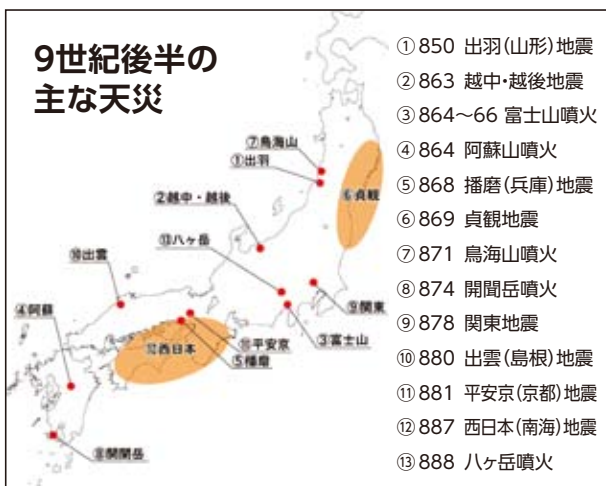 9世紀後半の
主な天災
⑦鳥海山
①出羽
⑥貞観
②越中・越後
⑬八ヶ岳
⑩出雲
⑨関東
④阿蘇
⑪平安京
③富士山
⑫西日本
⑤播磨
⑧開聞岳
①850 出羽(山形)地震
②863 越中・越後地震
③864～66 富士山噴火
④864 阿蘇山噴火
⑤868 播磨(兵庫)地震
⑥869 貞観地震
⑦871 鳥海山噴火
⑧874 開聞岳噴火
⑨878 関東地震
⑩880 出雲(島根)地震
⑪881 平安京(京都)地震
⑫887 西日本(南海)地震
⑬888 八ヶ岳噴火